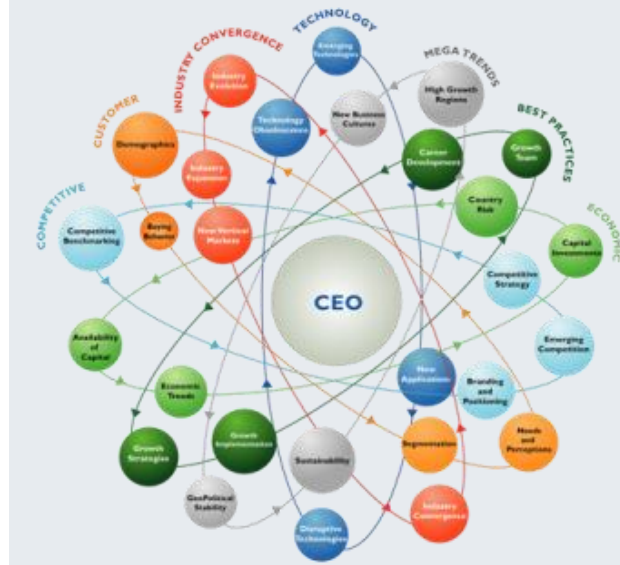 TECHNOLOGY
INDUSTRY CONVERGENCE
MEGA TRENDS
CUSTOMER
BEST PRACTICES
COMPETITIVE
ECONOMIC
Emerging
Technologies
Industry
Evolution
High Growth
Regions
New Business
Cultures
Technology
Obsolescence
Demographics
Career
Development
Growth
Team
Industry
Expansion
Country
Risk
Buying
Behavior
New Vertical
Markets
Competitive
Benchmarking
Capital
Investments
Competitive
Strategy
CEO
Availability
of
Capital
Emerging
Competition
New
Applications
Economic
Trends
Branding
and
Positioning
Growth
Strategies
Growth
Implementation
Sustainability
Segmentation
Needs
and
Perceptions
GeoPolitical
Stability
Industry
Convergence
Disruptive
Technologies